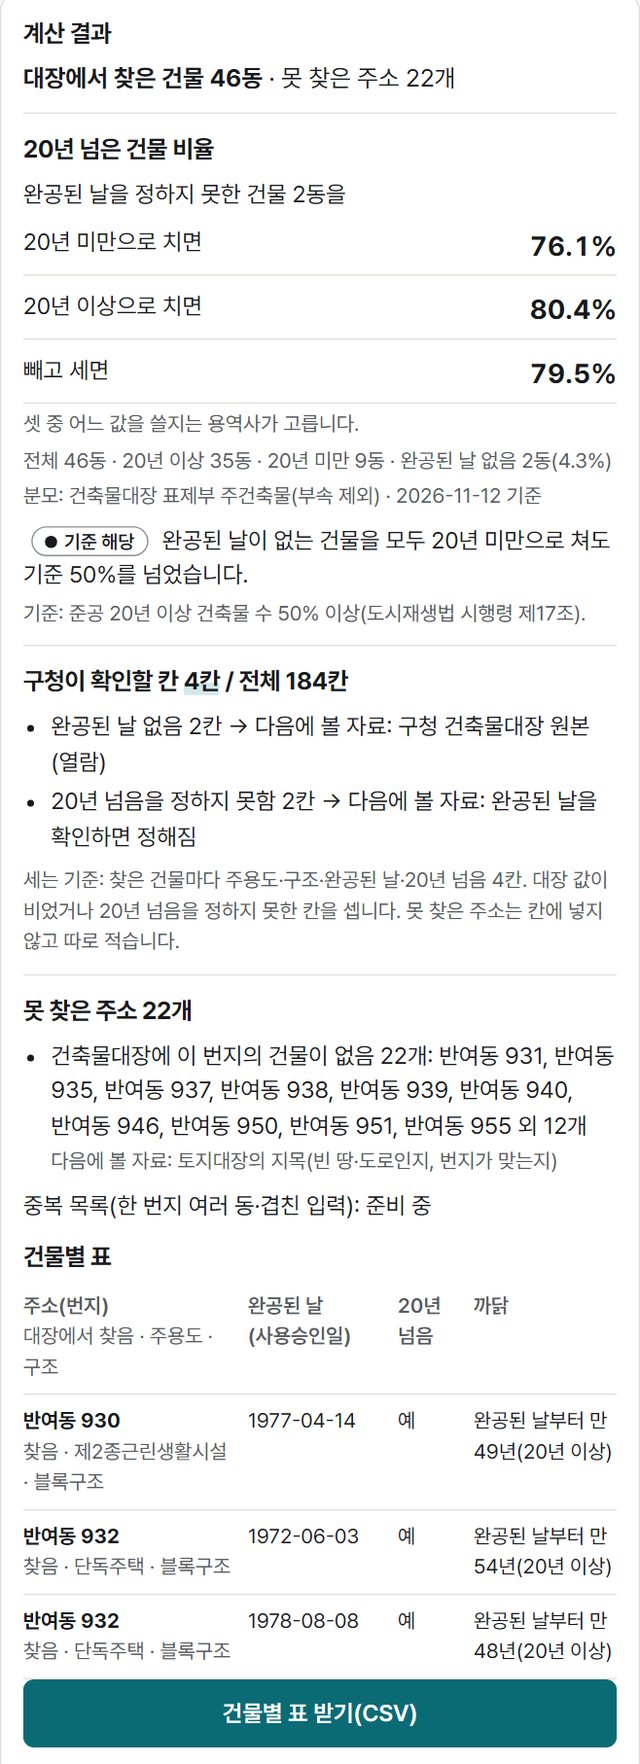 계산 결과
대장에서 찾은 건물 46동 · 못 찾은 주소 22개
20년 넘은 건물 비율
완공된 날을 정하지 못한 건물 2동을
20년 미만으로 치면 76.1%
20년 이상으로 치면 80.4%
빼고 세면 79.5%
셋 중 어느 값을 쓸지는 용역사가 고릅니다.
전체 46동 · 20년 이상 35동 · 20년 미만 9동 · 완공된 날 없음 2동(4.3%)
분모: 건축물대장 표제부 주건축물(부속 제외) · 2026-11-12 기준
● 기준 해당 완공된 날이 없는 건물을 모두 20년 미만으로 쳐도
기준 50%를 넘었습니다.
기준: 준공 20년 이상 건축물 수 50% 이상(도시재생법 시행령 제17조).
구청이 확인할 칸 4칸 / 전체 184칸
• 완공된 날 없음 2칸 → 다음에 볼 자료: 구청 건축물대장 원본
(열람)
• 20년 넘음을 정하지 못함 2칸 → 다음에 볼 자료: 완공된 날을
확인하면 정해짐
세는 기준: 찾은 건물마다 주용도·구조·완공된 날·20년 넘음 4칸. 대장 값이
비었거나 20년 넘음을 정하지 못한 칸을 셉니다. 못 찾은 주소는 칸에 넣지
않고 따로 적습니다.
못 찾은 주소 22개
• 건축물대장에 이 번지의 건물이 없음 22개: 반여동 931, 반여동
935, 반여동 937, 반여동 938, 반여동 939, 반여동 940,
반여동 946, 반여동 950, 반여동 951, 반여동 955 외 12개
다음에 볼 자료: 토지대장의 지목(빈 땅·도로인지, 번지가 맞는지)
중복 목록(한 번지 여러 동·겹친 입력): 준비 중
건물별 표
주소(번지) 완공된 날 20년 까닭
대장에서 찾음 · 주용도 · (사용승인일) 넘음
구조
반여동 930 1977-04-14 예 완공된 날부터 만
찾음 · 제2종근린생활시설 49년(20년 이상)
· 블록구조
반여동 932 1972-06-03 예 완공된 날부터 만
찾음 · 단독주택 · 블록구조 54년(20년 이상)
반여동 932 1978-08-08 예 완공된 날부터 만
찾음 · 단독주택 · 블록구조 48년(20년 이상)
건물별 표 받기(CSV)